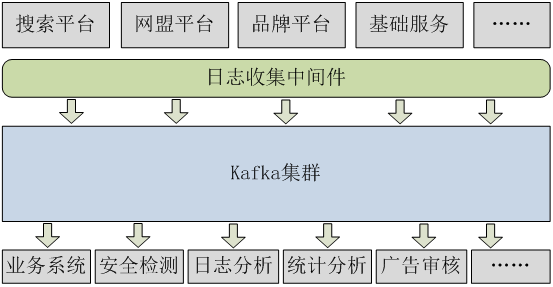 搜索平台 网盟平台 品牌平台 基础服务 ……
日志收集中间件
Kafka集群
业务系统 安全检测 日志分析 统计分析 广告审核 ……